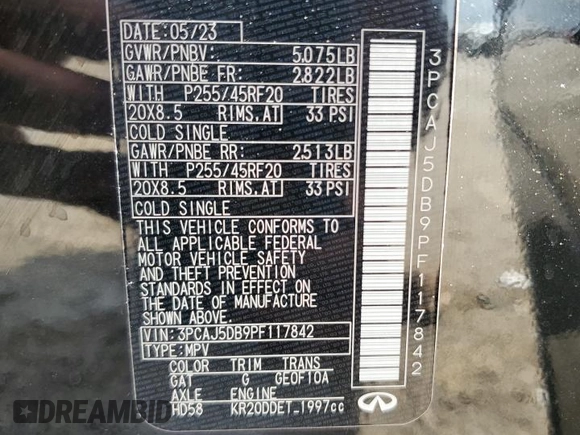 DATE: 05/23
GVWR/PNBV 5.075LB
GAWR/PNBE FR: 2.822LB
WITH P255/45RF20 TIRES
20X8.5 RIMS.AT 33 PSI
COLD SINGLE
GAWR/PNBE RR: 2.513LB
WITH P255/45RF20 TIRES
20X8.5 RIMS.AT 33 PSI
COLD SINGLE
THIS VEHICLE CONFORMS TO
ALL APPLICABLE FEDERAL
MOTOR VEHICLE SAFETY
AND THEFT PREVENTION
STANDARDS IN EFFECT ON
THE DATE OF MANUFACTURE
SHOWN ABOVE.
VIN: 3PCAJ5DB9PF117842
TYPE: MPV
COLOR TRIM TRANS
GAT G GE0F10A
AXLE ENGINE
HD58 KR20DDET_1997cc
3PCAJ5DB9PF117842
AUTOBIDCAR